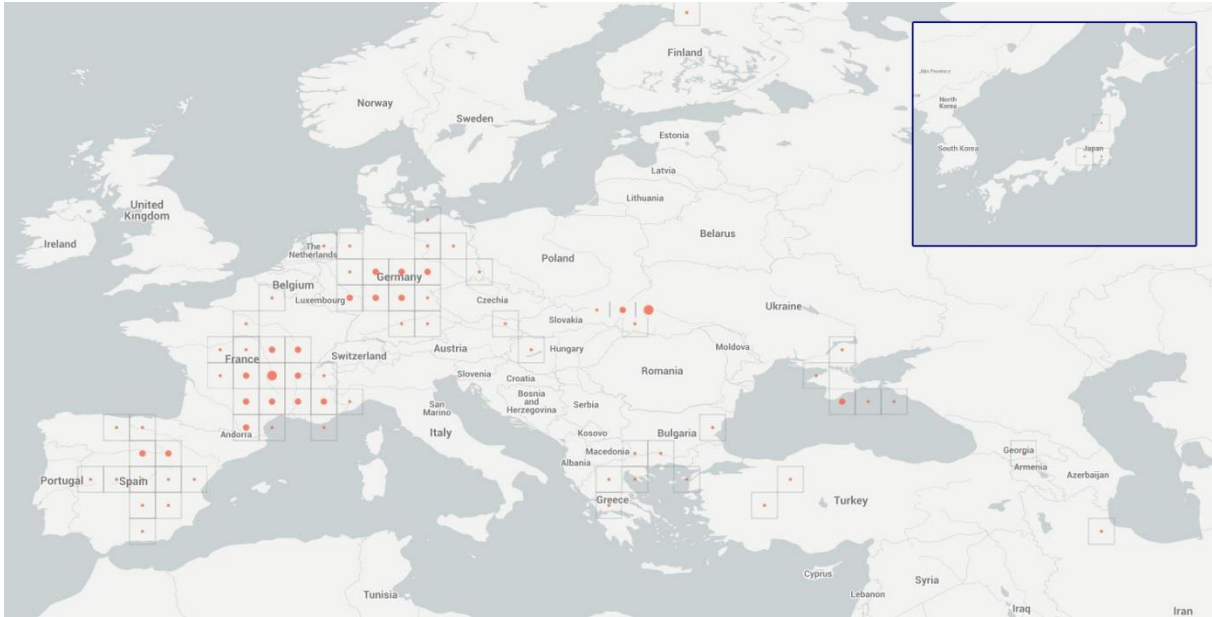 Finland
Norway
Sweden
Estonia
Latvia
Lithuania
United
Kingdom
Ireland
Belarus
The
Netherlands
Poland
Germany
Belgium
Luxembourg
Czechia
Ukraine
Slovakia
France
Switzerland
Austria
Hungary
Moldova
Slovenia
Romania
Croatia
Bosnia
and
Herzegovina
Serbia
San
Marino
Italy
Andorra
Kosovo
Bulgaria
Macedonia
Albania
Georgia
Armenia
Azerbaijan
Portugal
Spain
Greece
Turkey
Cyprus
Syria
Lebanon
Tunisia
Iraq
Iran
Jilin Province
North
Korea
South Korea
Japan